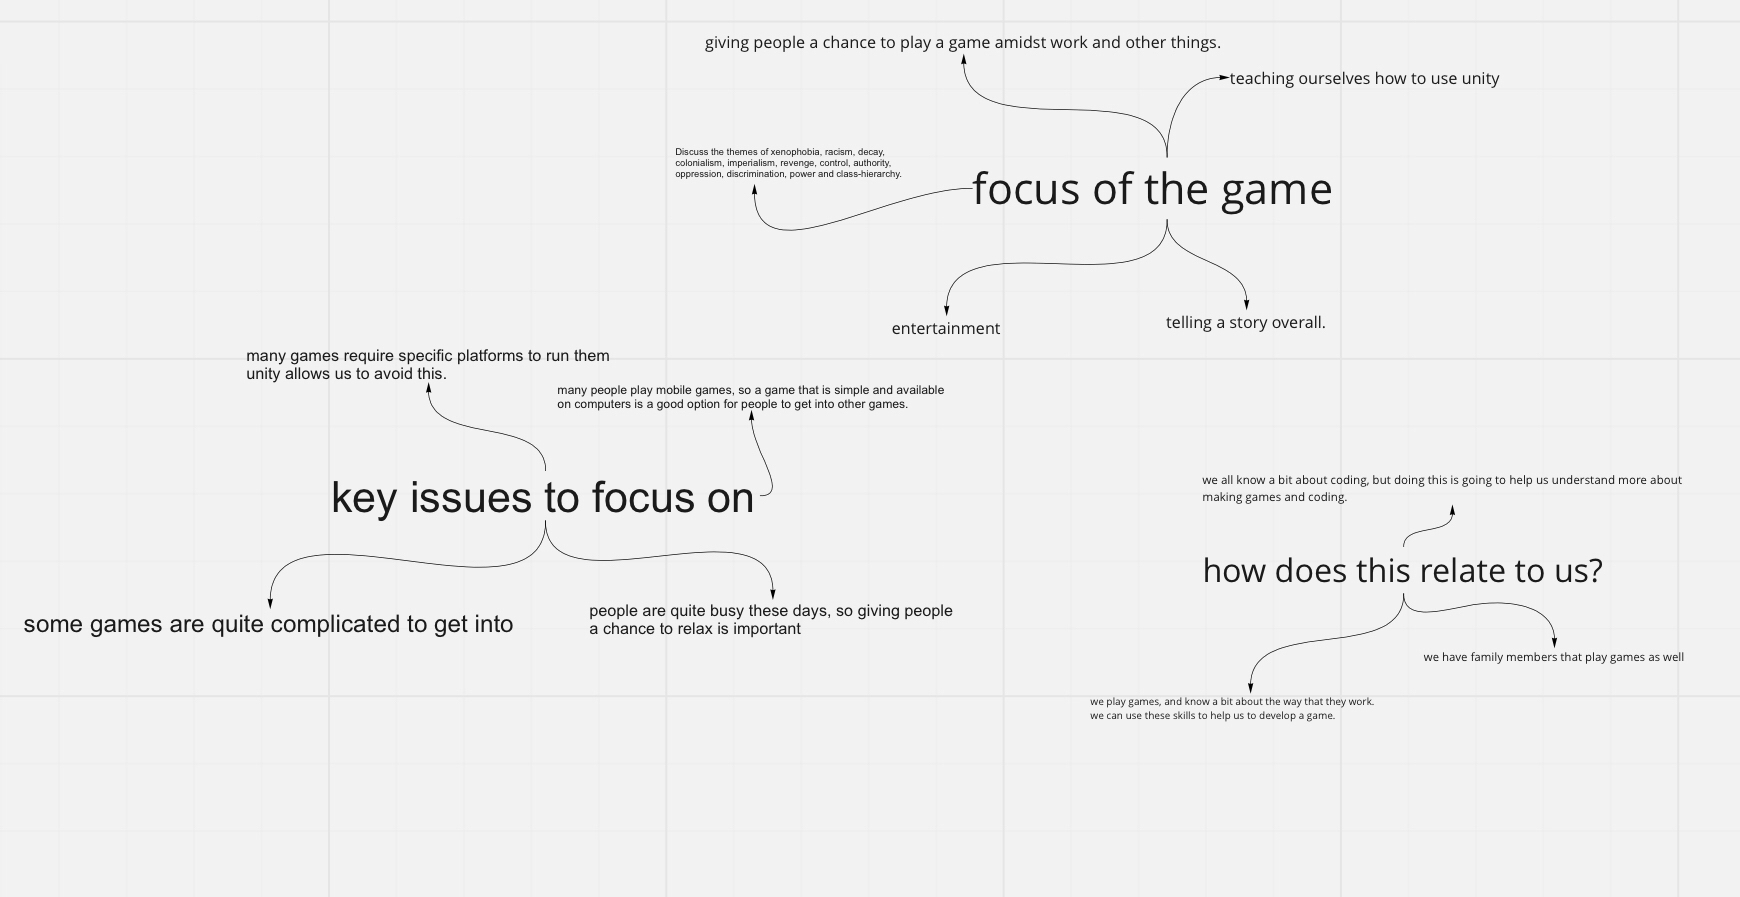 giving people a chance to play a game amidst work and other things.
teaching ourselves how to use unity
Discuss the themes of xenophobia, racism, decay,
colonialism, imperialism, revenge, control, authority,
oppression, discrimination, power and class-hierarchy.
focus of the game
entertainment
telling a story overall.
many games require specific platforms to run them
unity allows us to avoid this.
many people play mobile games, so a game that is simple and available
on computers is a good option for people to get into other games.
key issues to focus on
some games are quite complicated to get into
people are quite busy these days, so giving people
a chance to relax is important
we all know a bit about coding, but doing this is going to help us understand more about
making games and coding.
how does this relate to us?
we have family members that play games as well
we play games, and know a bit about the way that they work.
we can use these skills to help us to develop a game.